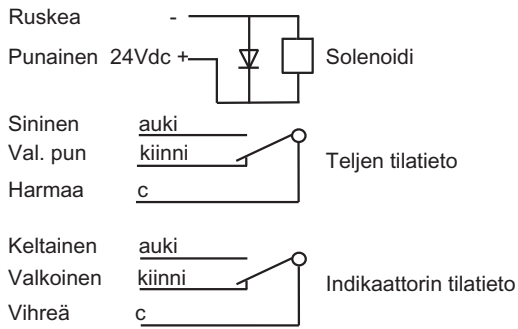 Ruskea -
Punainen 24Vdc + Solenoidi
Sininen auki
Val. pun kiinni Teljen tilatieto
Harmaa c
Keltainen auki
Valkoinen kiinni Indikaattorin tilatieto
Vihreä c